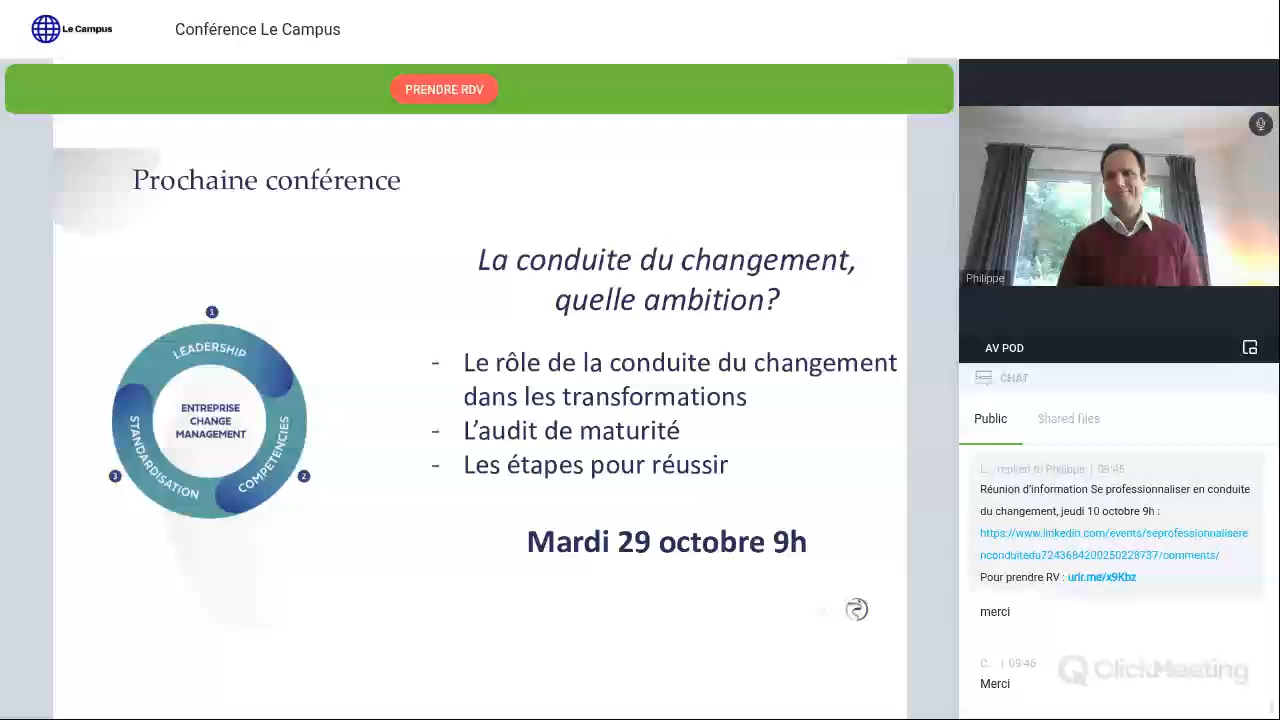 Le Campus
Conférence Le Campus
PRENDRE RDV
Prochaine conférence
La conduite du changement,
quelle ambition?
1
LEADERSHIP
ENTREPRISE
CHANGE
MANAGEMENT
STANDARDISATION
COMPETENCIES
3
2
- Le rôle de la conduite du changement
dans les transformations
- L'audit de maturité
- Les étapes pour réussir
Mardi 29 octobre 9h
Philippe
AV POD
CHAT
Public
Shared files
L... replied to Philippe | 09:45
Réunion d'information Se professionnaliser en conduite
du changement, jeudi 10 octobre 9h :
https://www.linkedin.com/events/seprofessionnalisere
nconduitedu7243684200250228737/comments/
Pour prendre RV : urlr.me/x9Kbz
merci
C... | 09:46
Merci
ClickMeeting